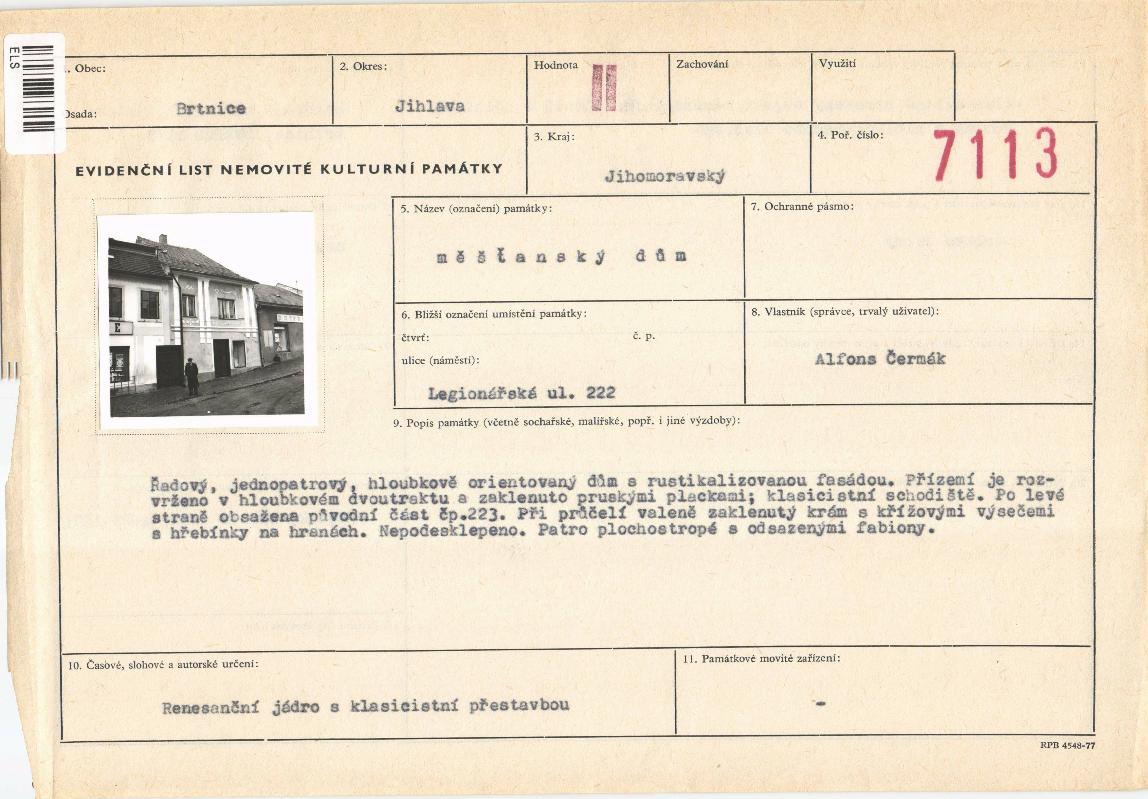 ELS
1. Obec:
Osada:
Brtnice
2. Okres:
Jihlava
Hodnota
II
Zachování
Využití
EVIDENČNÍ LIST NEMOVITÉ KULTURNÍ PAMÁTKY
3. Kraj:
Jihomoravský
4. Poř. číslo:
7113
5. Název (označení) památky:
měšťanský dům
7. Ochranné pásmo:
6. Bližší označení umístění památky:
čtvrť:
č. p.
ulice (náměstí):
Legionářská ul. 222
8. Vlastník (správce, trvalý uživatel):
Alfons Čermák
9. Popis památky (včetně sochařské, malířské, popř. i jiné výzdoby):
Řadový, jednopatrový, hloubkově orientovaný dům s rustikalizovanou fasádou. Přízemí je roz-
vrženo v hloubkovém dvoutraktu a zaklenuto pruskými plackami; klasicistní schodiště. Po levé
straně obsažena původní část čp.223. Při průčelí valeně zaklenutý krám s křížovými výsečemi
s hřebínky na hranách. Nepodesklepeno. Patro plochostropé s odsazenými fabiony.
10. Časové, slohové a autorské určení:
Renesanční jádro s klasicistní přestavbou
11. Památkové movité zařízení:
-
RPB 4548-77